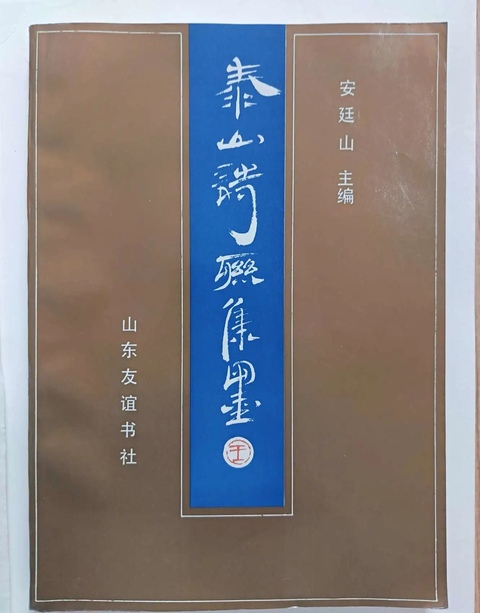 安廷山 主编
泰山詩聯集墨
山东友谊书社